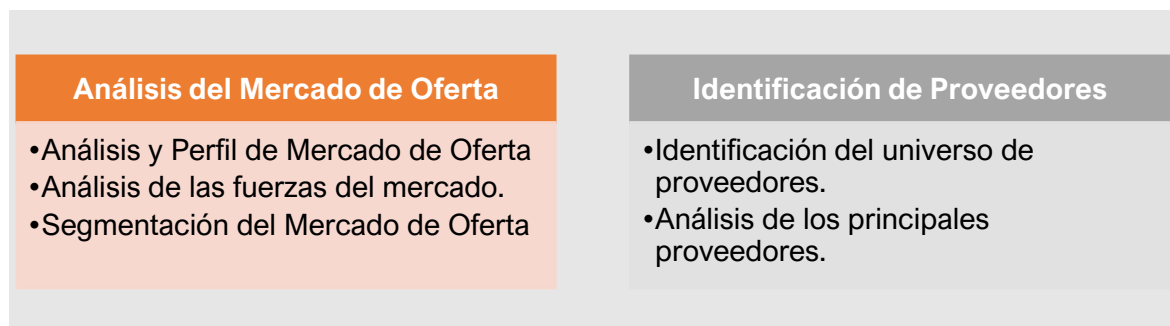 Análisis del Mercado de Oferta
•Análisis y Perfil de Mercado de Oferta
•Análisis de las fuerzas del mercado.
•Segmentación del Mercado de Oferta
Identificación de Proveedores
•Identificación del universo de
proveedores.
•Análisis de los principales
proveedores.